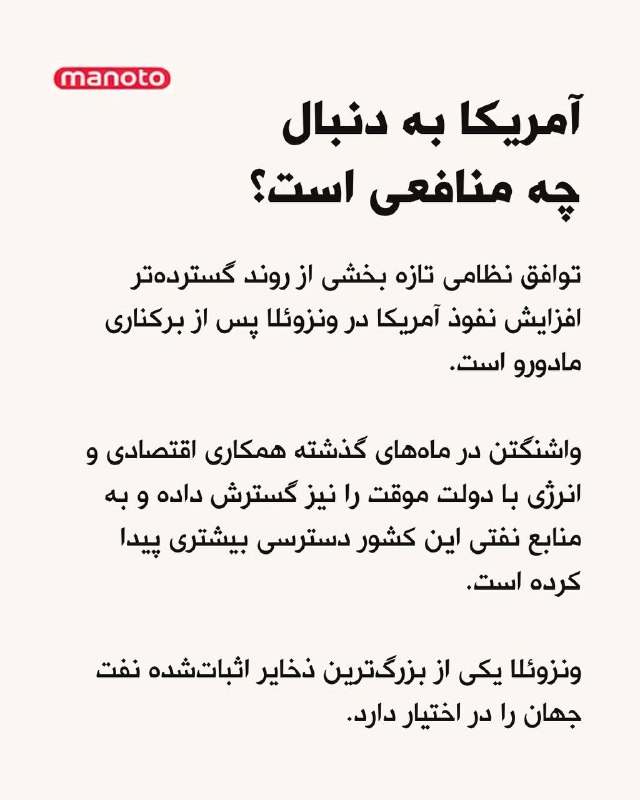 manoto
آمریکا به دنبال
چه منافعی است؟
توافق نظامی تازه بخشی از روند گسترده‌تر
افزایش نفوذ آمریکا در ونزوئلا پس از برکناری
مادورو است.
واشنگتن در ماه‌های گذشته همکاری اقتصادی و
انرژی با دولت موقت را نیز گسترش داده و به
منابع نفتی این کشور دسترسی بیشتری پیدا
کرده است.
ونزوئلا یکی از بزرگ‌ترین ذخایر اثبات‌شده نفت
جهان را در اختیار دارد.